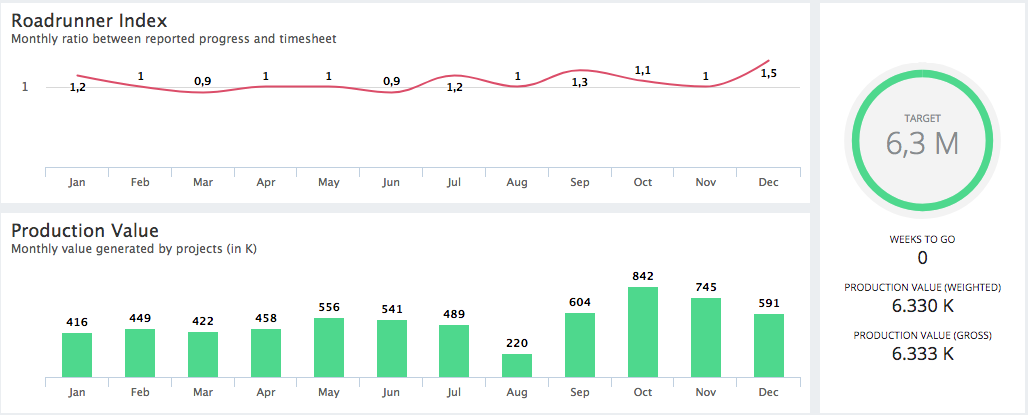 Roadrunner Index
Monthly ratio between reported progress and timesheet
1
1,2 1 0,9 1 1 0,9 1,2 1 1,3 1,1 1 1,5
Jan Feb Mar Apr May Jun Jul Aug Sep Oct Nov Dec
Production Value
Monthly value generated by projects (in K)
416 449 422 458 556 541 489 220 604 842 745 591
Jan Feb Mar Apr May Jun Jul Aug Sep Oct Nov Dec
TARGET
6,3 M
WEEKS TO GO
0
PRODUCTION VALUE (WEIGHTED)
6.330 K
PRODUCTION VALUE (GROSS)
6.333 K